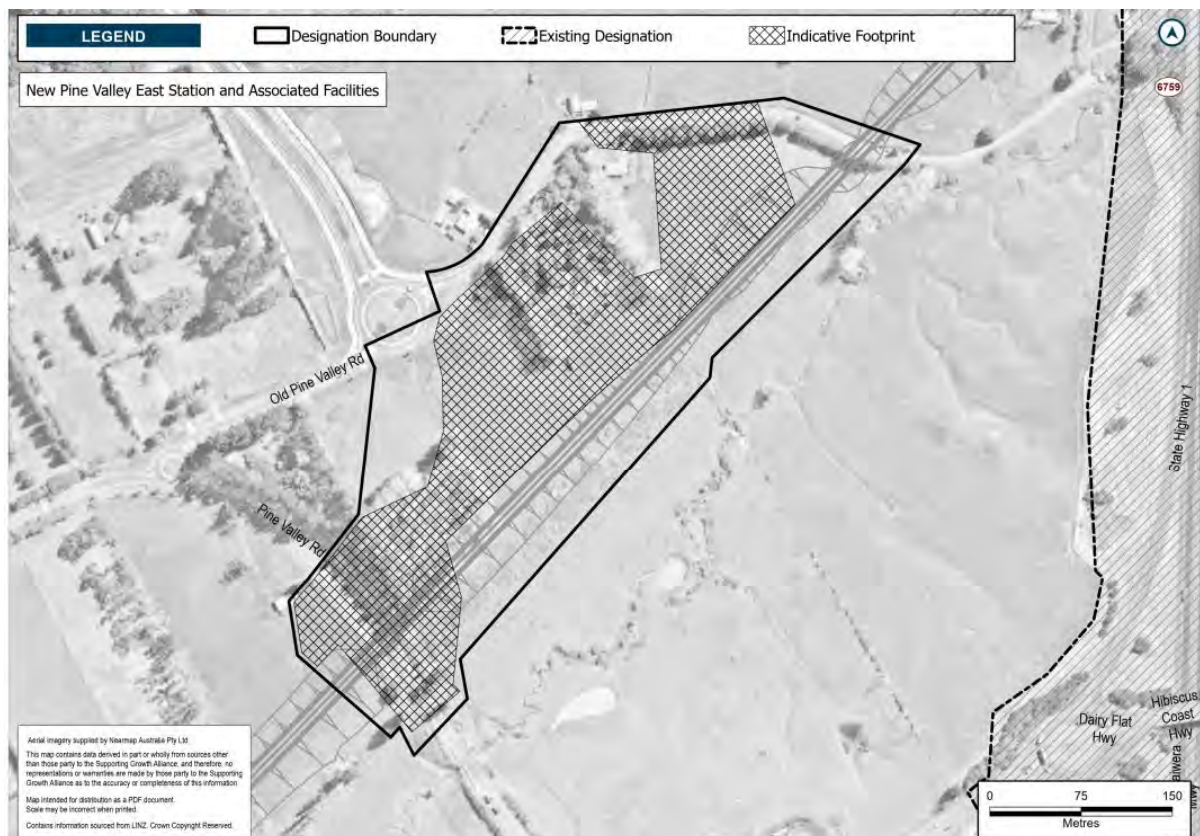 LEGEND
Designation Boundary
Existing Designation
Indicative Footprint
New Pine Valley East Station and Associated Facilities
6759
Old Pine Valley Rd
State Highway 1
Pine Valley Rd
Hibiscus
Coast
Hwy
Dairy Flat
Hwy
Aerial imagery supplied by Nearmap Australia Pty Ltd
This map contains data derived in part or wholly from sources other
than those party to the Supporting Growth Alliance, and therefore, no
representations or warranties are made by those party to the Supporting
Growth Alliance as to the accuracy or completeness of this information
Map intended for distribution as a PDF document.
Scale may be incorrect when printed.
Contains information sourced from LINZ. Crown Copyright Reserved.
0 75 150
Metres